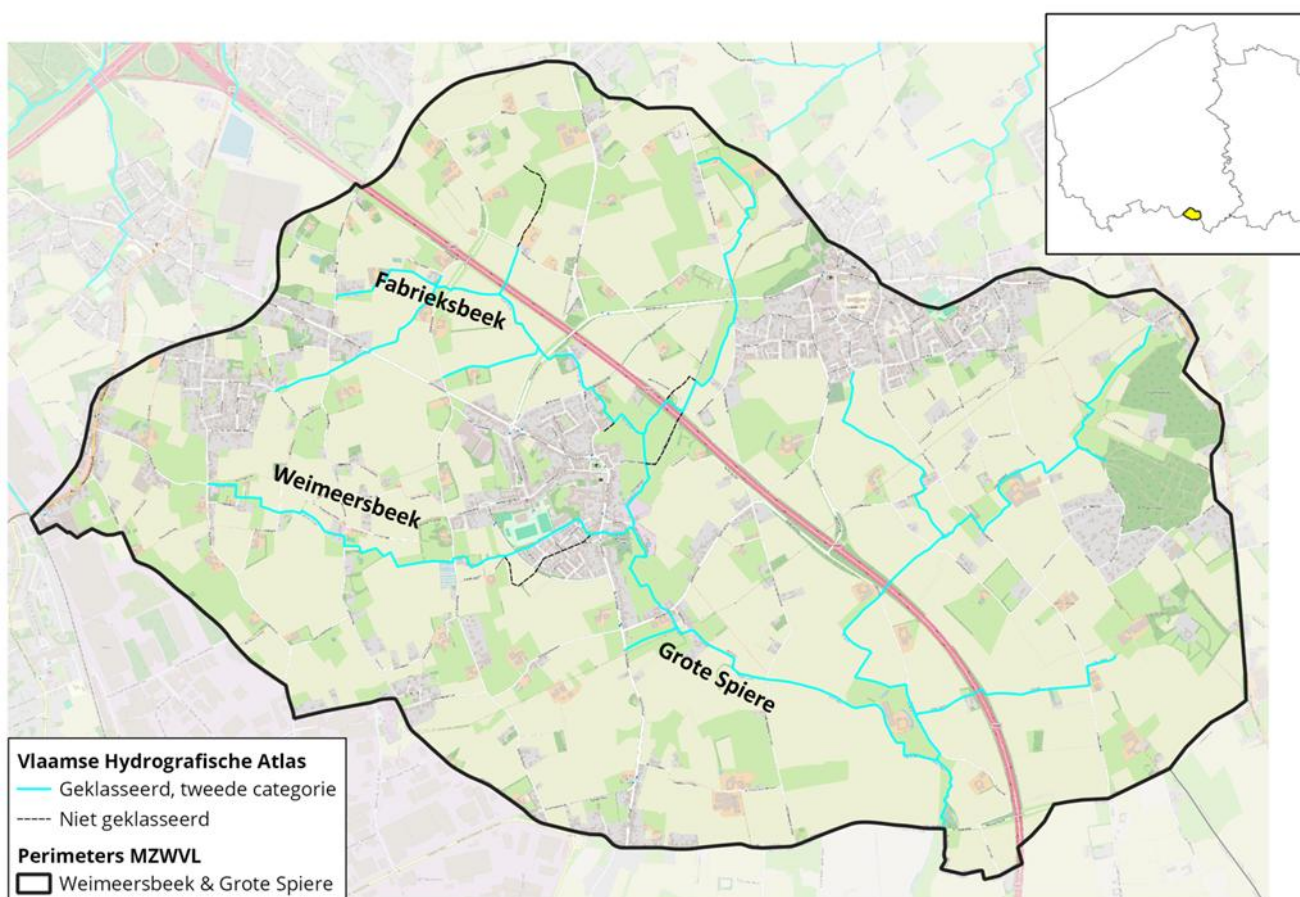 Fabrieksbeek
Weimeersbeek
Grote Spiere
Vlaamse Hydrografische Atlas
Geklasseerd, tweede categorie
Niet geklasseerd
Perimeters MZWVL
Weimeersbeek & Grote Spiere